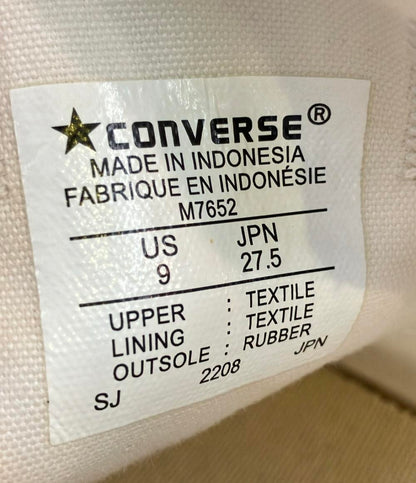 ★CONVERSE®
MADE IN INDONESIA
FABRIQUE EN INDONÉSIE
M7652
US JPN
9 27.5
UPPER : TEXTILE
LINING : TEXTILE
OUTSOLE : RUBBER
SJ 2208 JPN